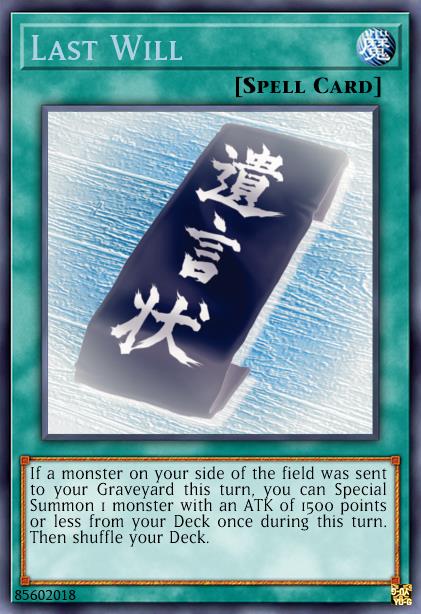 Last Will
魔
[Spell Card]
遺言状
If a monster on your side of the field was sent
to your Graveyard this turn, you can Special
Summon 1 monster with an ATK of 1500 points
or less from your Deck once during this turn.
Then shuffle your Deck.
85602018